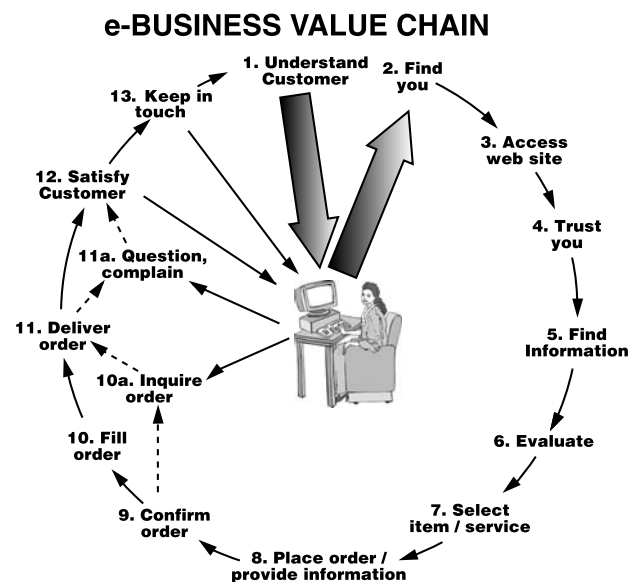 e-BUSINESS VALUE CHAIN
1. Understand
Customer
2. Find
you
3. Access
web site
4. Trust
you
5. Find
Information
6. Evaluate
7. Select
item / service
8. Place order /
provide information
9. Confirm
order
10. Fill
order
10a. Inquire
order
11. Deliver
order
11a. Question,
complain
12. Satisfy
Customer
13. Keep in
touch